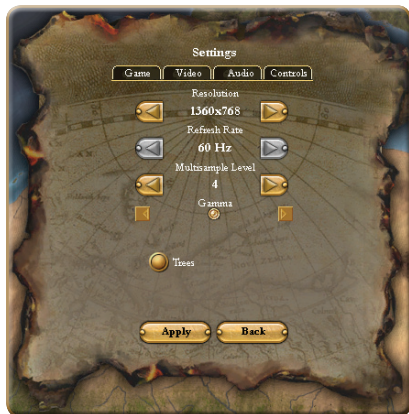 Settings
Game Video Audio Controls
Resolution
1360x768
Refresh Rate
60 Hz
Multisample Level
4
Gamma
Trees
Apply Back